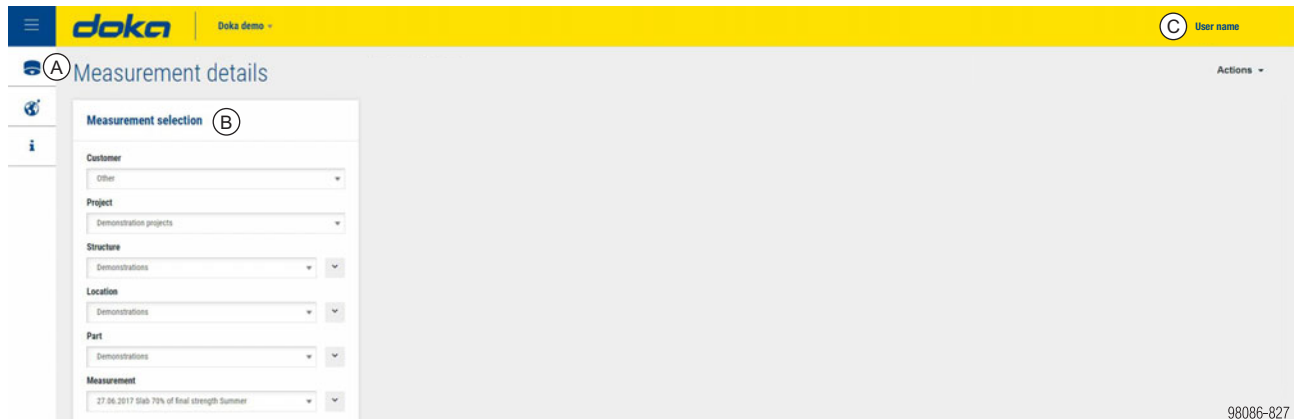 doka
Doka demo
C User name
A Measurement details
Actions
Measurement selection B
Customer
Other
Project
Demonstration projects
Structure
Demonstrations
Location
Demonstrations
Part
Demonstrations
Measurement
27.06.2017 Slab 70% of final strength Summer
98086-827